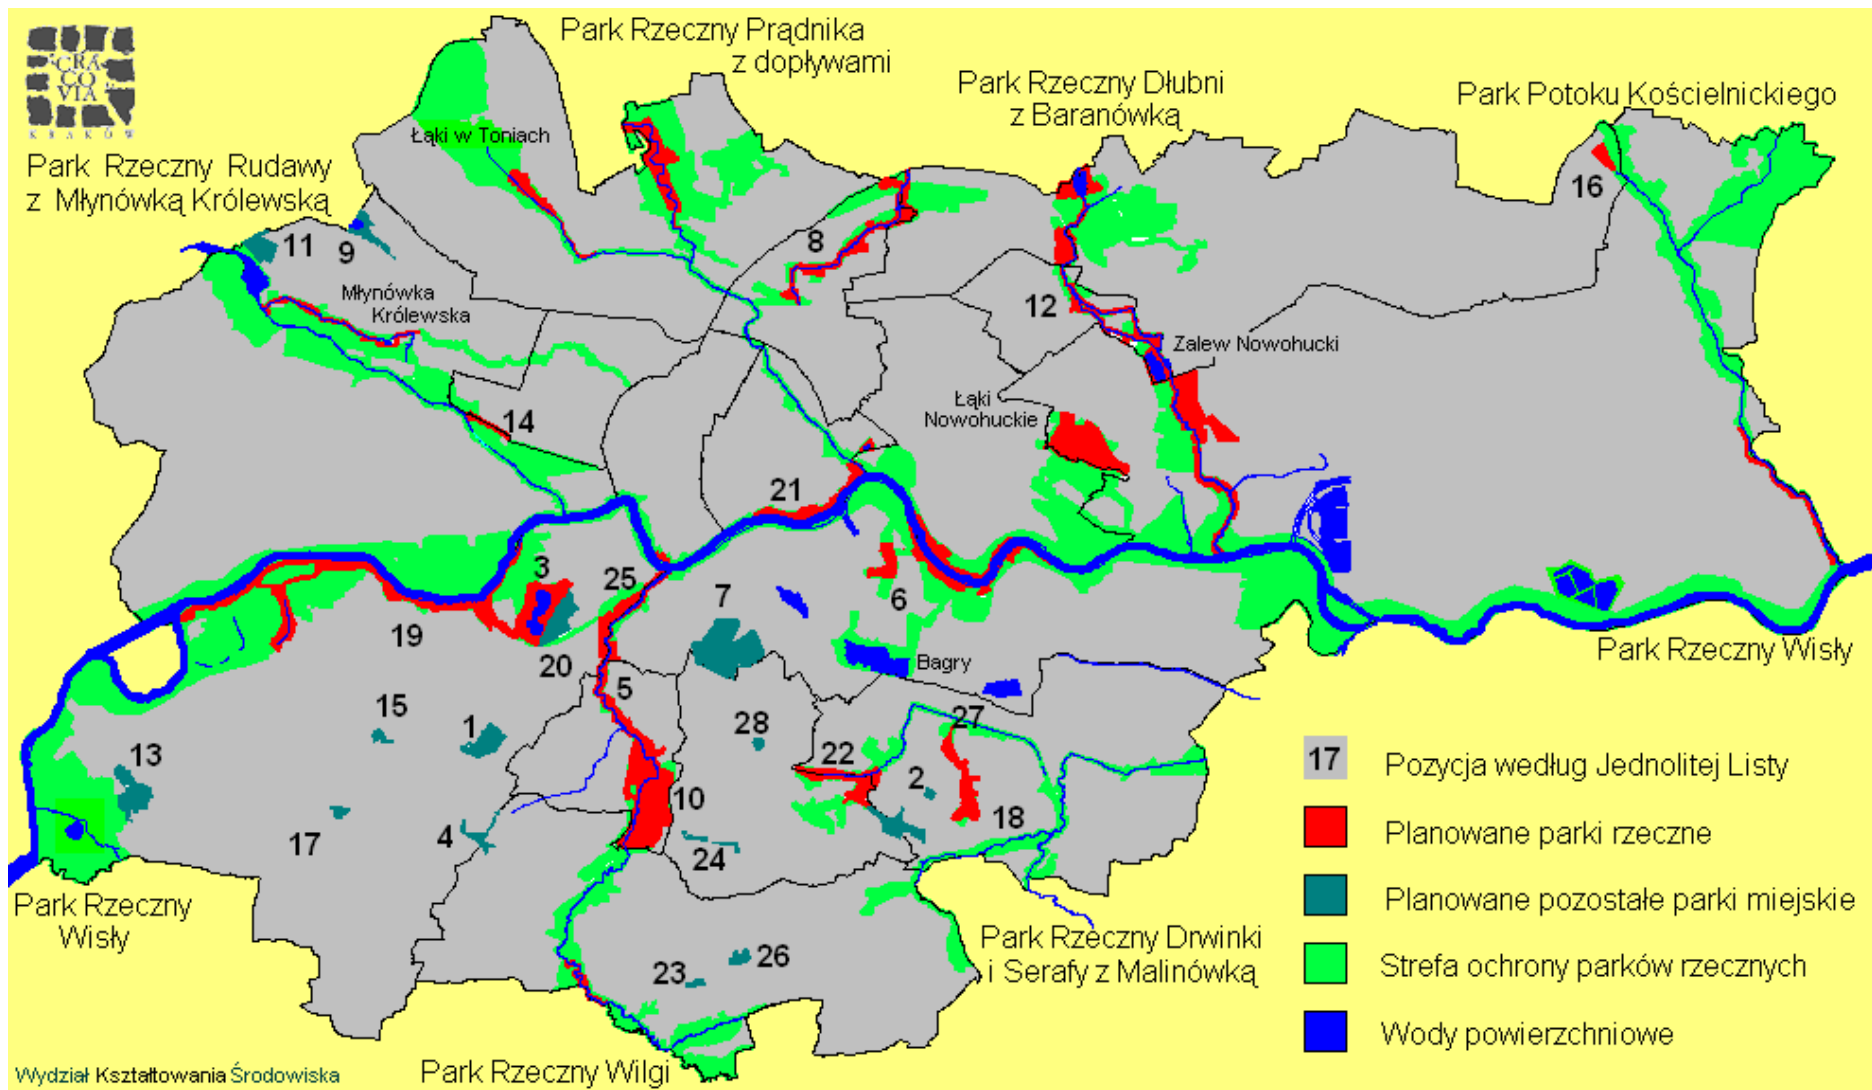 CRA
CO
VIA
KRAKÓW
Park Rzeczny Prądnika
z dopływami
Park Rzeczny Dłubni
z Baranówką
Park Potoku Kościelnickiego
Łąki w Toniach
Park Rzeczny Rudawy
z Młynówką Królewską
16
8
11
9
Młynówka
Królewska
12
Zalew Nowohucki
Łąki
Nowohuckie
14
21
3
25
7
6
19
20
Bagry
Park Rzeczny Wisły
5
15
1
28
27
13
22
2
17
Pozycja według Jednolitej Listy
10
18
4
24
17
Planowane parki rzeczne
Planowane pozostałe parki miejskie
Park Rzeczny
Wisły
Park Rzeczny Drwinki
i Serafy z Malinówką
23
26
Strefa ochrony parków rzecznych
Wody powierzchniowe
Park Rzeczny Wilgi
Wydział Kształtowania Środowiska